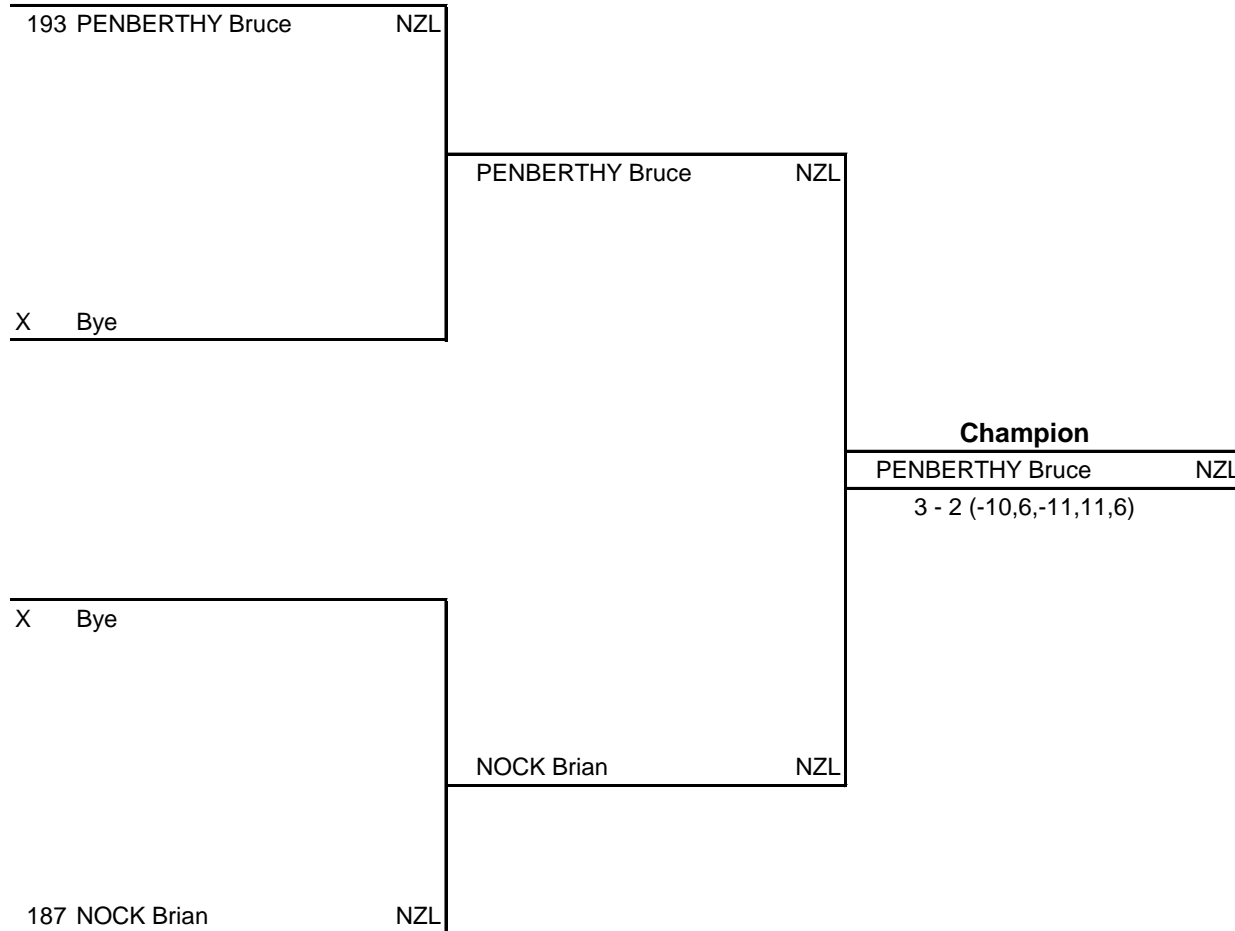 193 PENBERTHY Bruce NZL
PENBERTHY Bruce NZL
X Bye
Champion
PENBERTHY Bruce NZL
3 - 2 (-10,6,-11,11,6)
X Bye
NOCK Brian NZL
187 NOCK Brian NZL